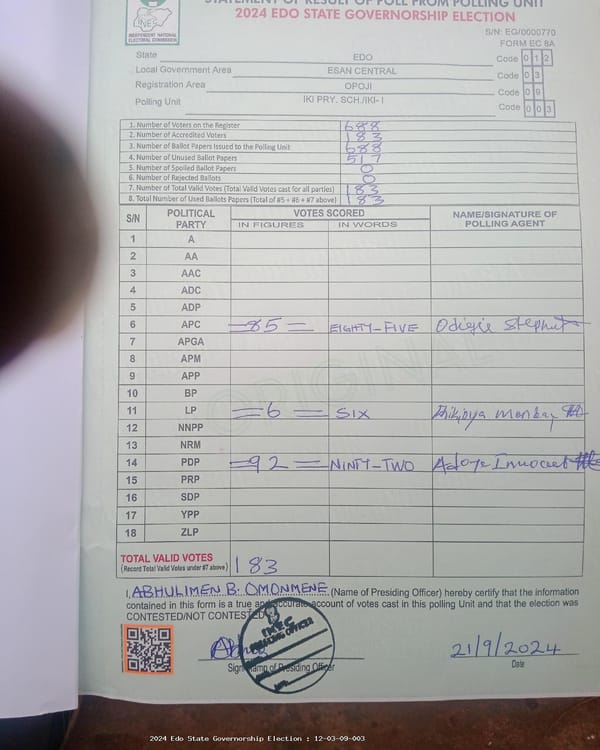 STATEMENT OF RESULT OF POLL FROM POLLING UNIT
2024 EDO STATE GOVERNORSHIP ELECTION
INEC
INDEPENDENT NATIONAL ELECTORAL COMMISSION
S/N: EG/0000770
FORM EC 8A
State EDO Code 0 1 2
Local Government Area ESAN CENTRAL Code 0 3
Registration Area OPOJI Code 0 9
Polling Unit IKI PRY. SCH./IKI- I Code 0 0 3
1. Number of Voters on the Register 688
2. Number of Accredited Voters 183
3. Number of Ballot Papers Issued to the Polling Unit 688
4. Number of Unused Ballot Papers 517
5. Number of Spoiled Ballot Papers 0
6. Number of Rejected Ballots 0
7. Number of Total Valid Votes (Total Valid Votes cast for all parties) 183
8. Total Number of Used Ballots Papers (Total of #5 + #6 + #7 above) 183
S/N POLITICAL PARTY VOTES SCORED NAME/SIGNATURE OF POLLING AGENT
IN FIGURES IN WORDS
1 A
2 AA
3 AAC
4 ADC
5 ADP
6 APC =85= EIGHTY-FIVE Odigie
7 APGA
8 APM
9 APP
10 BP
11 LP =6= SIX
12 NNPP
13 NRM
14 PDP =92= NINTY-TWO
15 PRP
16 SDP
17 YPP
18 ZLP
ORIGINAL
TOTAL VALID VOTES 183
(Record Total Valid Votes under #7 above)
I, ABHULIMEN B. OMONMENE (Name of Presiding Officer) hereby certify that the information
contained in this form is a true and accurate account of votes cast in this polling Unit and that the election was
CONTESTED/NOT CONTESTED
INEC
PRESIDING OFFICER
21/9/2024
Sign/Stamp of Presiding Officer Date
2024 Edo State Governorship Election : 12-03-09-003